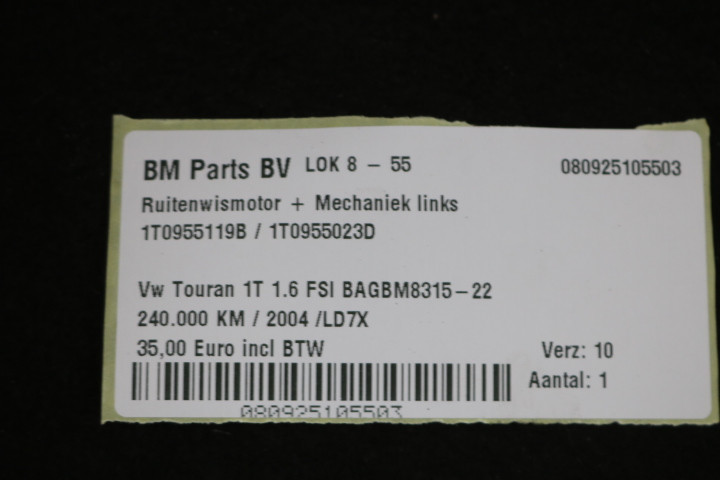 BM Parts BV LOK 8 - 55 080925105503
Ruitenwismotor + Mechaniek links
1T0955119B / 1T0955023D
Vw Touran 1T 1.6 FSI BAGBM8315-22
240.000 KM / 2004 /LD7X
35,00 Euro incl BTW Verz: 10
Aantal: 1
080925105503